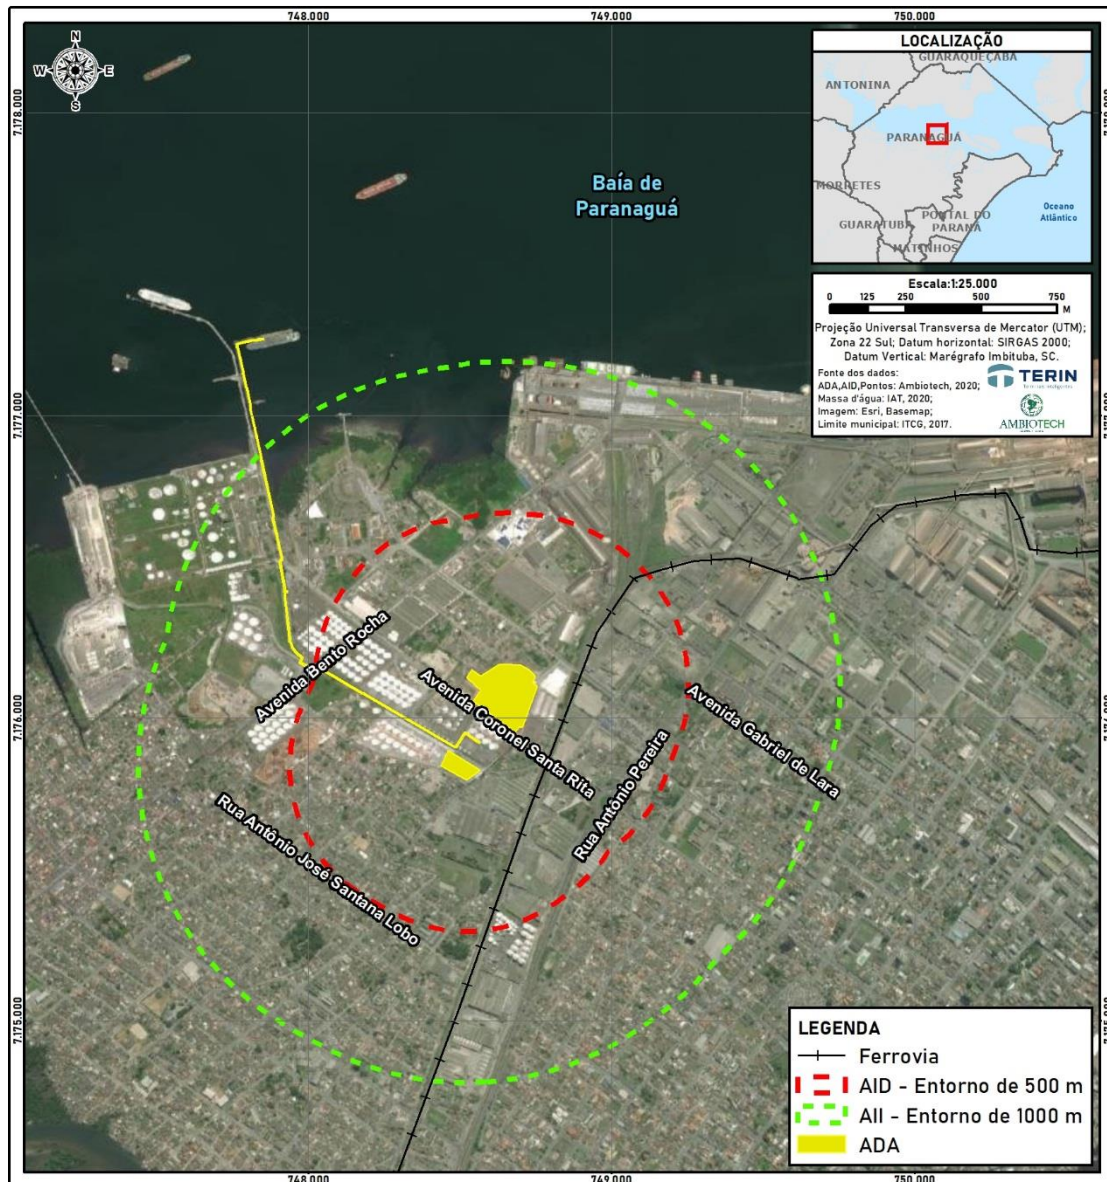 748.000
749.000
750.000
N
W
E
S
7.178.000
7.177.000
7.176.000
7.175.000
Baía de
Paranaguá
LOCALIZAÇÃO
GUARAQUEÇABA
ANTONINA
PARANAGUÁ
MORRETES
GUARATUBA
PONTAL DO
PARANÁ
MATINHOS
Oceano
Atlântico
Escala:1:25.000
0 125 250 500 750
M
Projeção Universal Transversa de Mercator (UTM);
Zona 22 Sul; Datum horizontal: SIRGAS 2000;
Datum Vertical: Marégrafo Imbituba, SC.
Fonte dos dados:
ADA,AID,Pontos: Ambiotech, 2020;
Massa d'água: IAT, 2020;
Imagem: Esri, Basemap;
Limite municipal: ITCG, 2017.
TERIN
AMBIOTECH
Avenida Bento Rocha
Avenida Coronel Santa Rita
Avenida Gabriel de Lara
Rua Antônio Pereira
Rua Antônio José Santana Lobo
LEGENDA
Ferrovia
AID - Entorno de 500 m
AII - Entorno de 1000 m
ADA
748.000
749.000
750.000